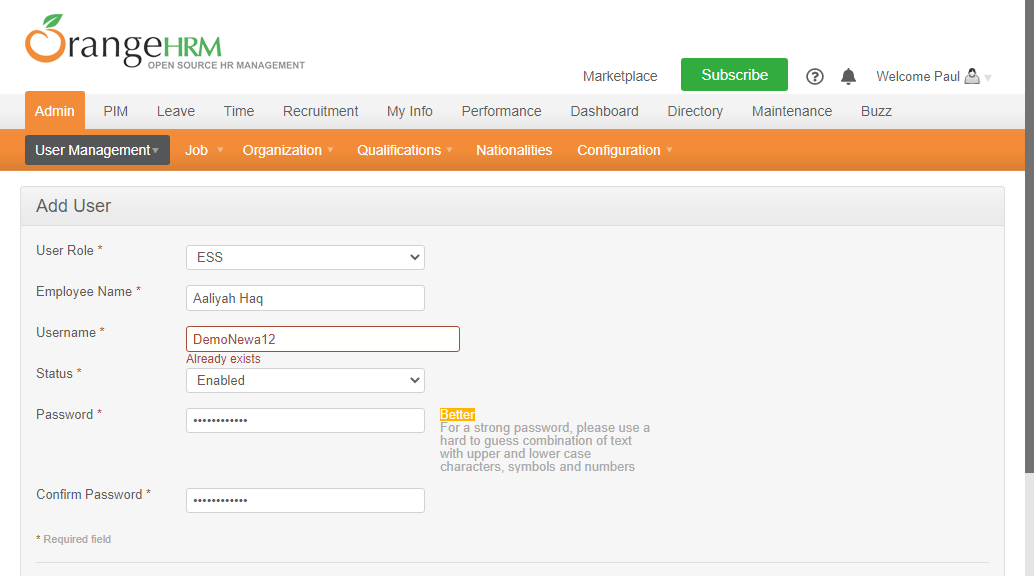 OrangeHRM
OPEN SOURCE HR MANAGEMENT
Marketplace Subscribe ? Welcome Paul
Admin PIM Leave Time Recruitment My Info Performance Dashboard Directory Maintenance Buzz
User Management Job Organization Qualifications Nationalities Configuration
Add User
User Role * ESS
Employee Name * Aaliyah Haq
Username * DemoNewa12
Already exists
Status * Enabled
Password * •••••••••••• Better
For a strong password, please use a
hard to guess combination of text
with upper and lower case
characters, symbols and numbers
Confirm Password * ••••••••••••
* Required field